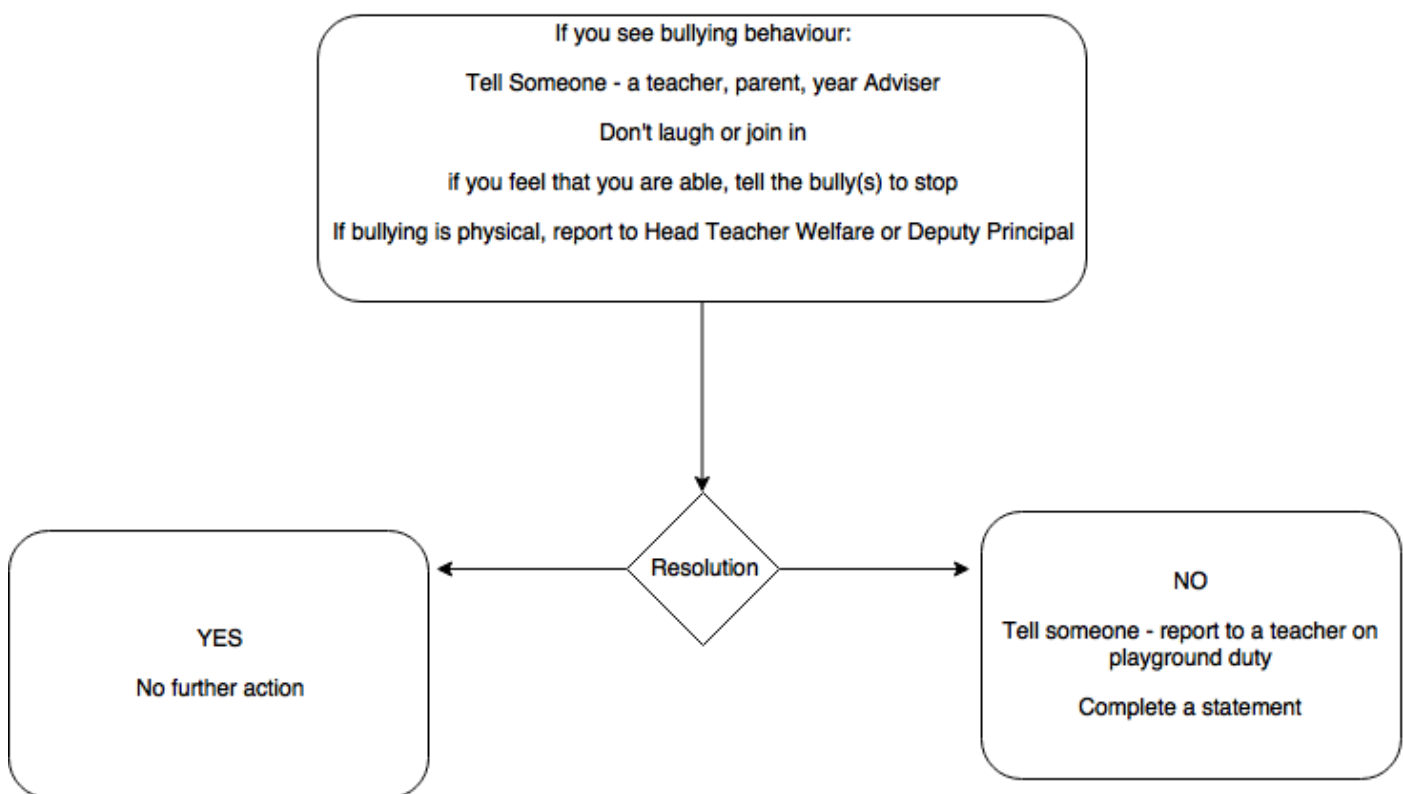 If you see bullying behaviour:
Tell Someone - a teacher, parent, year Adviser
Don't laugh or join in
if you feel that you are able, tell the bully(s) to stop
If bullying is physical, report to Head Teacher Welfare or Deputy Principal
Resolution
YES
No further action
NO
Tell someone - report to a teacher on
playground duty
Complete a statement